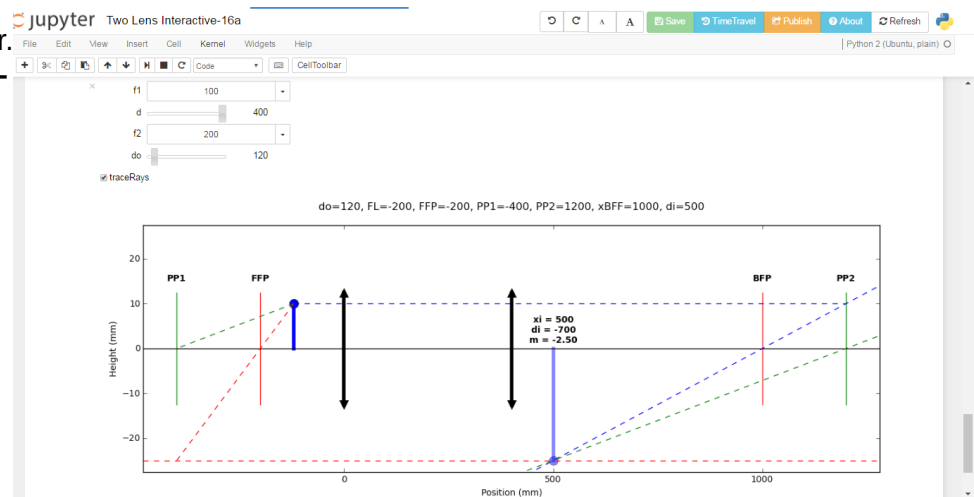 jupyter Two Lens Interactive-16a
A A Save TimeTravel Publish About Refresh
r.
File Edit View Insert Cell Kernel Widgets Help Python 2 (Ubuntu, plain)
Code CellToolbar
f1 100
d 400
f2 200
do 120
traceRays
do=120, FL=-200, FFP=-200, PP1=-400, PP2=1200, xBFF=1000, di=500
20
PP1 FFP BFP PP2
10
xi = 500
di = -700
m = -2.50
0
Height (mm)
−10
−20
0 500 1000
Position (mm)